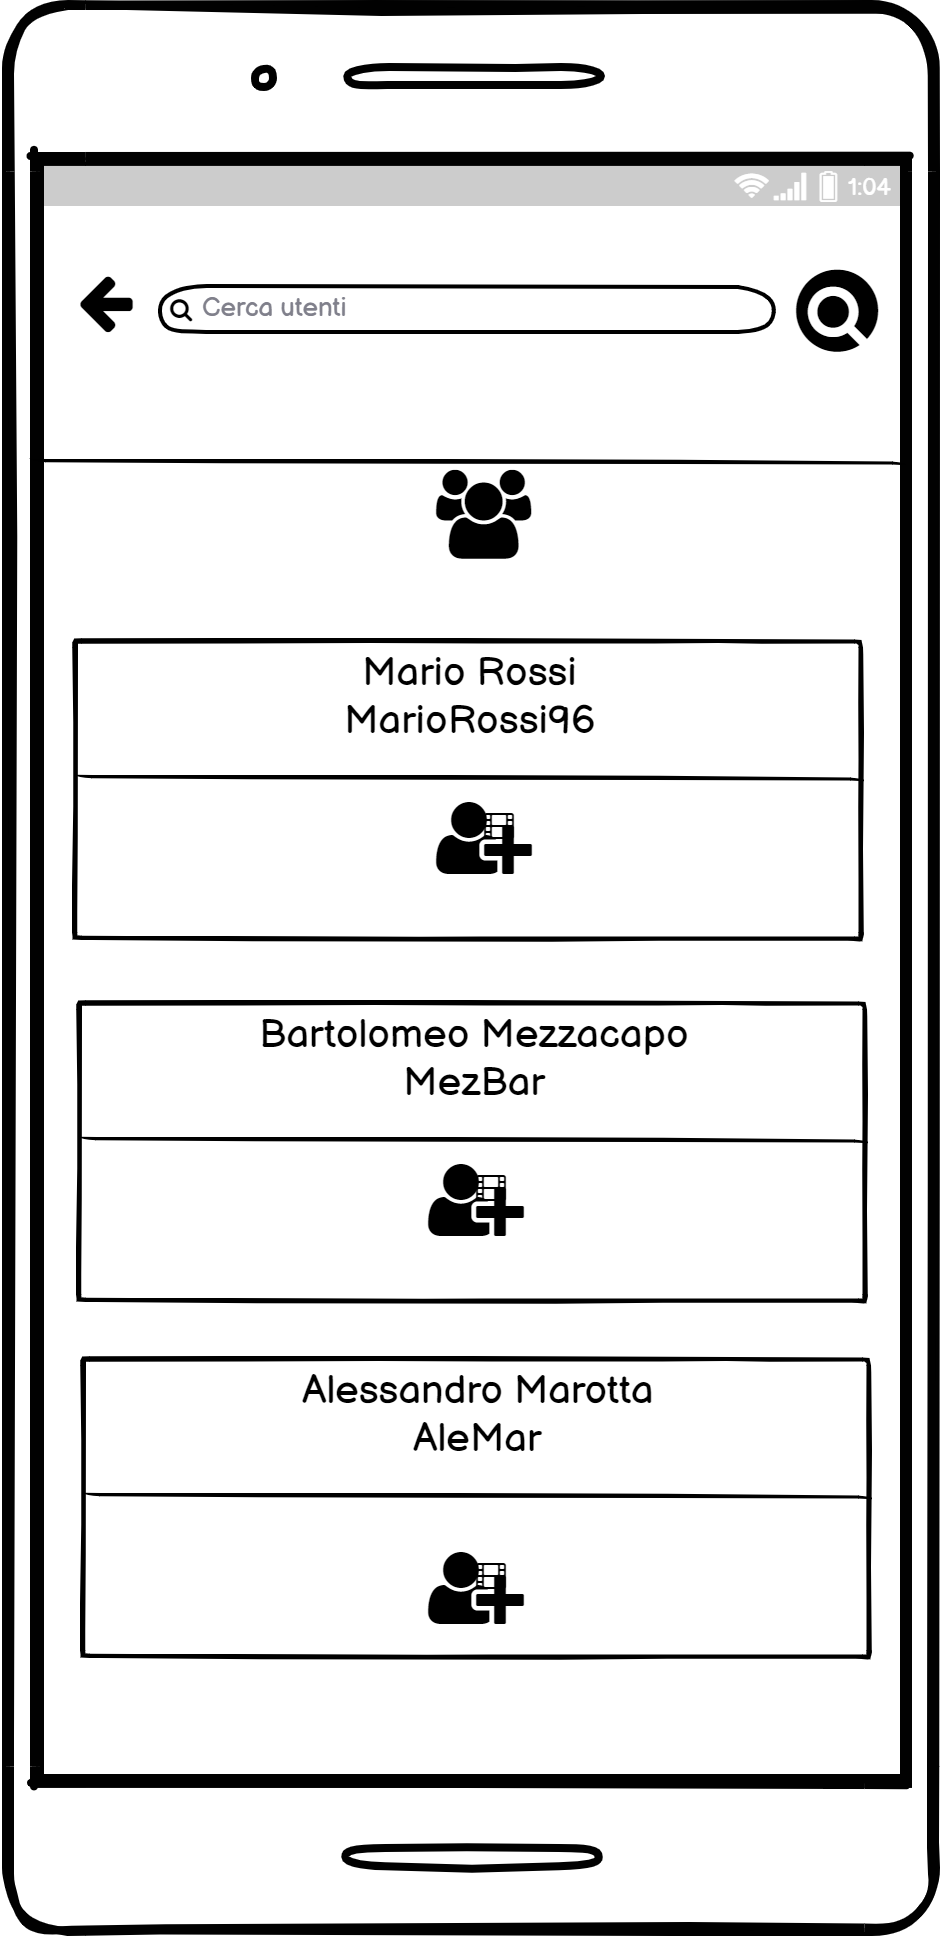 1:04
Cerca utenti
Mario Rossi
MarioRossi96
Bartolomeo Mezzacapo
MezBar
Alessandro Marotta
AleMar